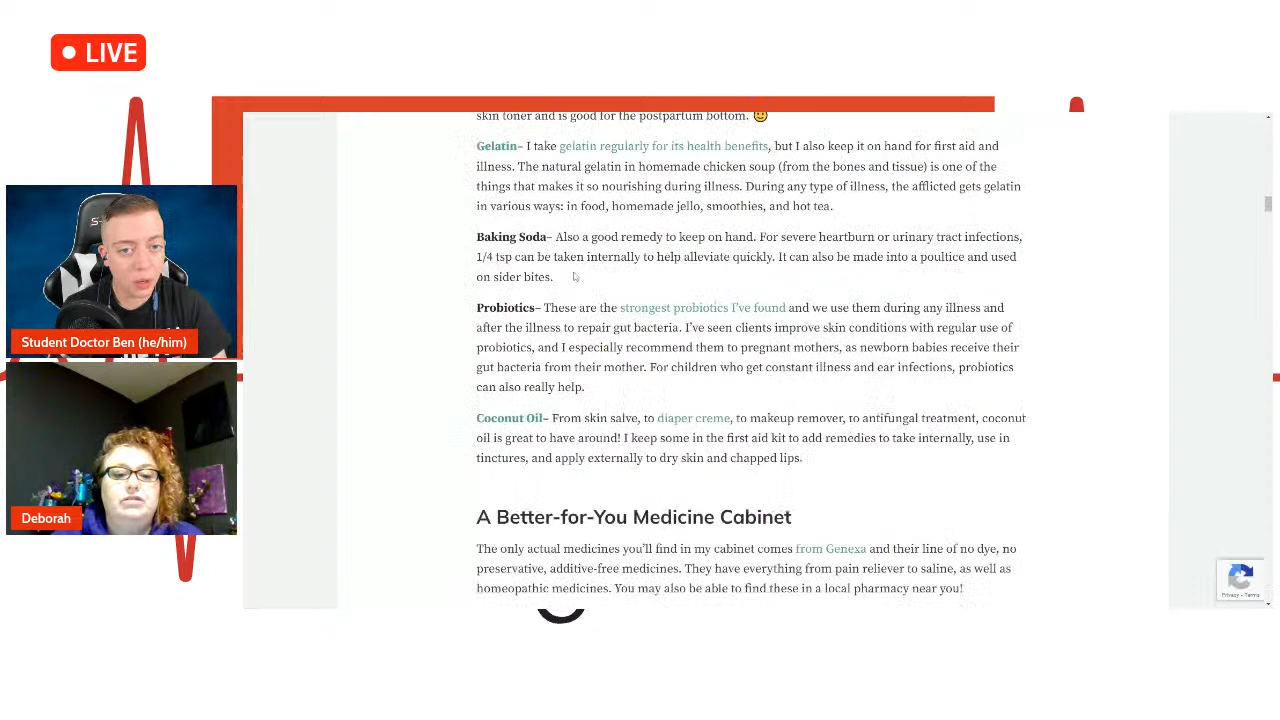 LIVE
skin toner and is good for the postpartum bottom.
Gelatin– I take gelatin regularly for its health benefits, but I also keep it on hand for first aid and
illness. The natural gelatin in homemade chicken soup (from the bones and tissue) is one of the
things that makes it so nourishing during illness. During any type of illness, the afflicted gets gelatin
in various ways: in food, homemade jello, smoothies, and hot tea.
Baking Soda– Also a good remedy to keep on hand. For severe heartburn or urinary tract infections,
1/4 tsp can be taken internally to help alleviate quickly. It can also be made into a poultice and used
on sider bites.
Probiotics– These are the strongest probiotics I’ve found and we use them during any illness and
after the illness to repair gut bacteria. I’ve seen clients improve skin conditions with regular use of
probiotics, and I especially recommend them to pregnant mothers, as newborn babies receive their
gut bacteria from their mother. For children who get constant illness and ear infections, probiotics
can also really help.
Coconut Oil– From skin salve, to diaper creme, to makeup remover, to antifungal treatment, coconut
oil is great to have around! I keep some in the first aid kit to add remedies to take internally, use in
tinctures, and apply externally to dry skin and chapped lips.
A Better-for-You Medicine Cabinet
The only actual medicines you’ll find in my cabinet comes from Genexa and their line of no dye, no
preservative, additive-free medicines. They have everything from pain reliever to saline, as well as
homeopathic medicines. You may also be able to find these in a local pharmacy near you!
Student Doctor Ben (he/him)
Deborah
Privacy - Terms